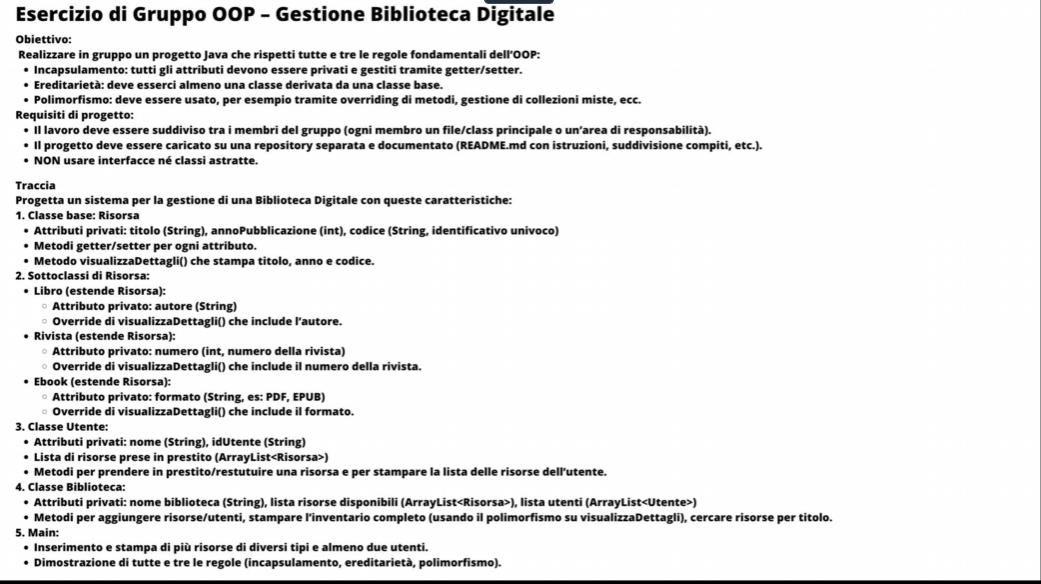 Esercizio di Gruppo OOP – Gestione Biblioteca Digitale
Obiettivo:
Realizzare in gruppo un progetto Java che rispetti tutte e tre le regole fondamentali dell'OOP:
• Incapsulamento: tutti gli attributi devono essere privati e gestiti tramite getter/setter.
• Ereditarietà: deve esserci almeno una classe derivata da una classe base.
• Polimorfismo: deve essere usato, per esempio tramite overriding di metodi, gestione di collezioni miste, ecc.
Requisiti di progetto:
• Il lavoro deve essere suddiviso tra i membri del gruppo (ogni membro un file/class principale o un'area di responsabilità).
• Il progetto deve essere caricato su una repository separata e documentato (README.md con istruzioni, suddivisione compiti, etc.).
• NON usare interfacce né classi astratte.
Traccia
Progetta un sistema per la gestione di una Biblioteca Digitale con queste caratteristiche:
1. Classe base: Risorsa
• Attributi privati: titolo (String), annoPubblicazione (int), codice (String, identificativo univoco)
• Metodi getter/setter per ogni attributo.
• Metodo visualizzaDettagli() che stampa titolo, anno e codice.
2. Sottoclassi di Risorsa:
• Libro (estende Risorsa):
○ Attributo privato: autore (String)
○ Override di visualizzaDettagli() che include l'autore.
• Rivista (estende Risorsa):
○ Attributo privato: numero (int, numero della rivista)
○ Override di visualizzaDettagli() che include il numero della rivista.
• Ebook (estende Risorsa):
○ Attributo privato: formato (String, es: PDF, EPUB)
○ Override di visualizzaDettagli() che include il formato.
3. Classe Utente:
• Attributi privati: nome (String), idUtente (String)
• Lista di risorse prese in prestito (ArrayList<Risorsa>)
• Metodi per prendere in prestito/restutuire una risorsa e per stampare la lista delle risorse dell'utente.
4. Classe Biblioteca:
• Attributi privati: nome biblioteca (String), lista risorse disponibili (ArrayList<Risorsa>), lista utenti (ArrayList<Utente>)
• Metodi per aggiungere risorse/utenti, stampare l'inventario completo (usando il polimorfismo su visualizzaDettagli), cercare risorse per titolo.
5. Main:
• Inserimento e stampa di più risorse di diversi tipi e almeno due utenti.
• Dimostrazione di tutte e tre le regole (incapsulamento, ereditarietà, polimorfismo).